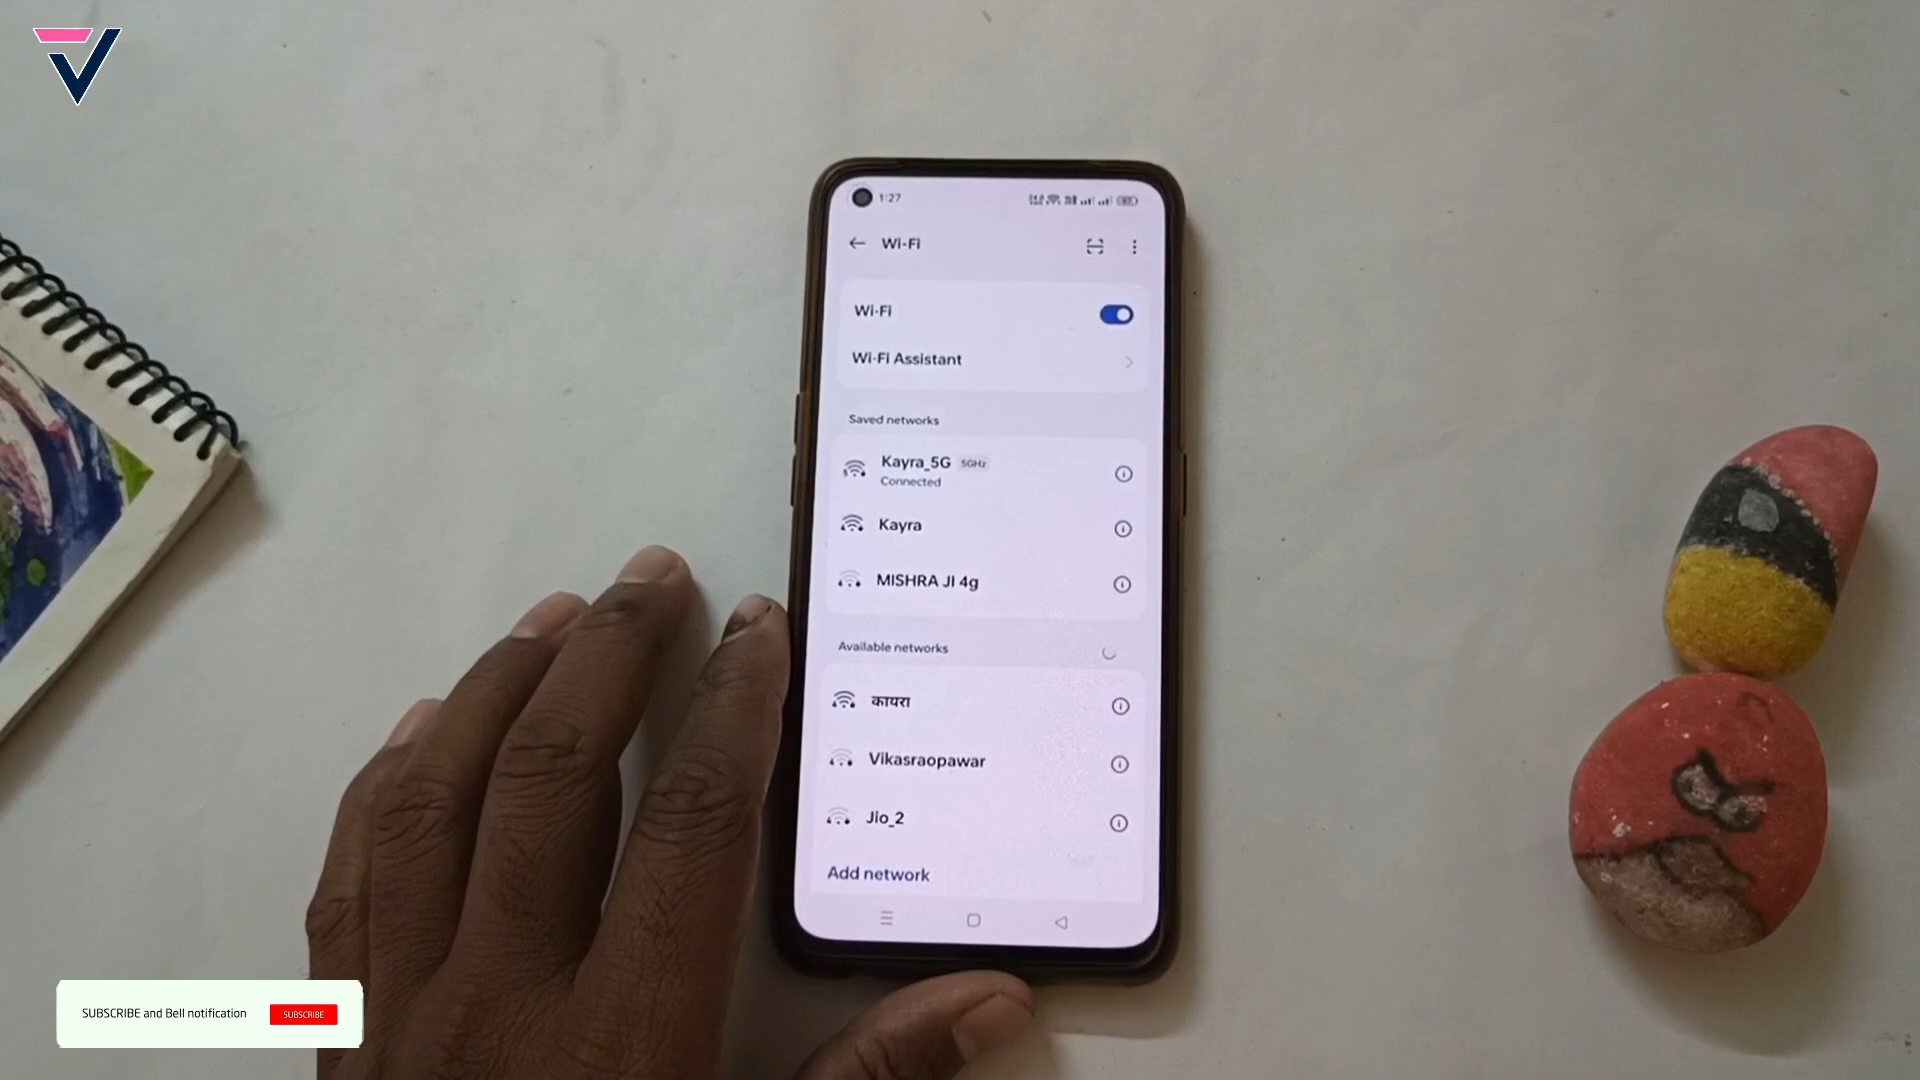 1:27
Wi-Fi
Wi-Fi
Wi-Fi Assistant
Saved networks
Kayra_5G 5GHz
Connected
Kayra
MISHRA JI 4g
Available networks
कायरा
Vikasraopawar
Jio_2
Add network
SUBSCRIBE and Bell notification SUBSCRIBE